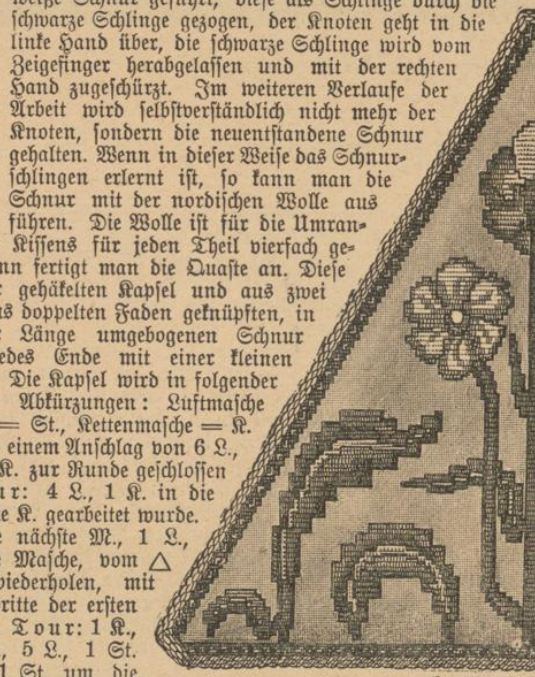 weiße Schnur geführt, diese als Schlinge durch die
schwarze Schlinge gezogen, der Knoten geht in die
linke Hand über, die schwarze Schlinge wird vom
Zeigefinger herabgelassen und mit der rechten
Hand zugeschürzt. Im weiteren Verlaufe der
Arbeit wird selbstverständlich nicht mehr der
Knoten, sondern die neuentstandene Schnur
gehalten. Wenn in dieser Weise das Schnur-
schlingen erlernt ist, so kann man die
Schnur mit der nordischen Wolle aus
führen. Die Wolle ist für die Umran-
Kissens für jeden Theil vierfach ge-
nn fertigt man die Quaste an. Diese
gehäkelten Kapsel und aus zwei
s doppelten Faden geknüpften, in
Länge umgebogenen Schnur
edes Ende mit einer kleinen
Die Kapsel wird in folgender
Abkürzungen: Luftmasche
= St., Kettenmasche = K.
einem Anschlag von 6 L.,
K. zur Runde geschlossen
ur: 4 L., 1 K. in die
e K. gearbeitet wurde.
nächste M., 1 L.,
Masche, vom △
wiederholen, mit
ritte der ersten
Tour: 1 K.,
, 5 L., 1 St.
1 St. um die